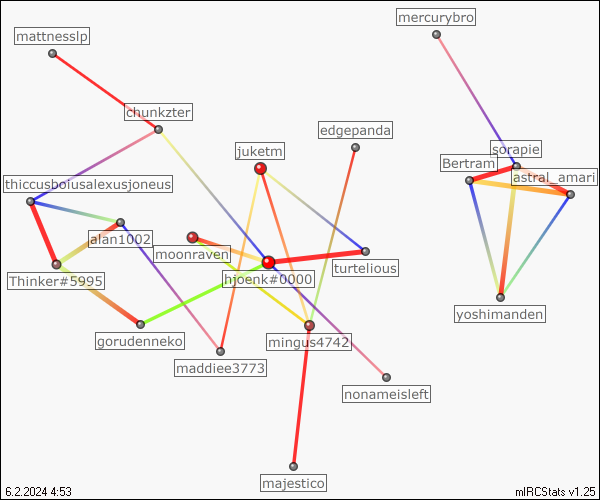 mercurybro
mattnesslp
chunkzter
edgepanda
juketm
sorapie
Bertram
astral_amari
thiccusboiusalexusjoneus
alan1002
moonraven
hjoenk#0000
turtelious
Thinker#5995
yoshimanden
gorudenneko
mingus4742
maddiee3773
nonameisleft
majestico
6.2.2024 4:53
mIRCStats v1.25